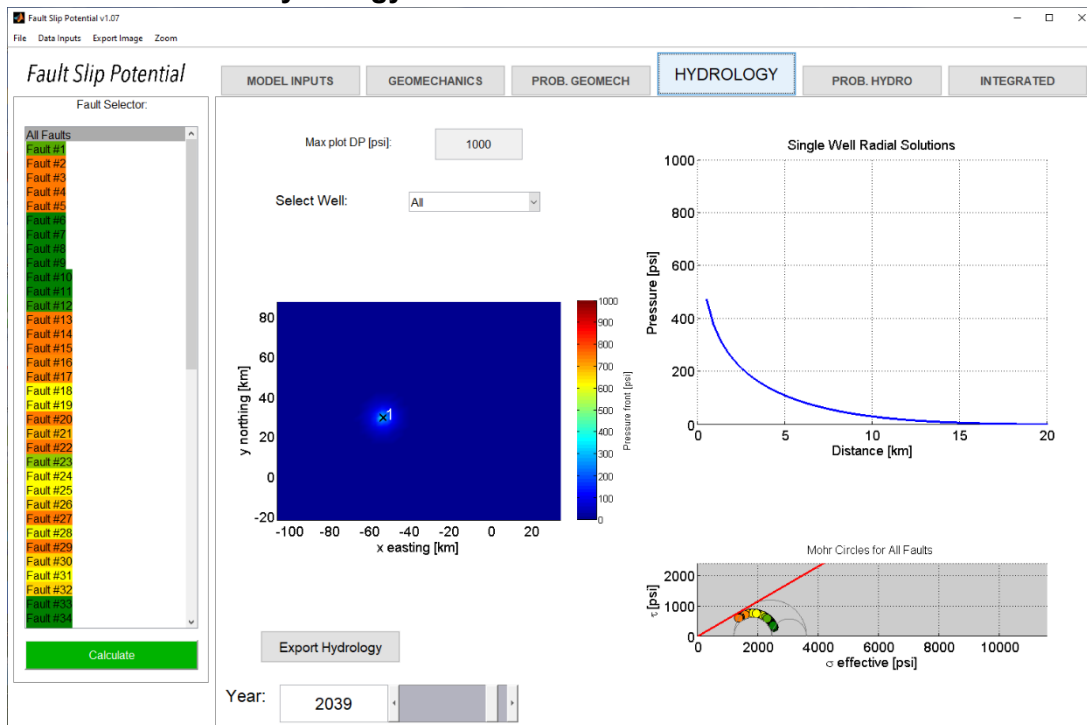 Fault Slip Potential v1.07
File Data Inputs Export Image Zoom
Fault Slip Potential
MODEL INPUTS
GEOMECHANICS
PROB. GEOMECH
HYDROLOGY
PROB. HYDRO
INTEGRATED
Fault Selector:
All Faults
Fault #1
Fault #2
Fault #3
Fault #4
Fault #5
Fault #6
Fault #7
Fault #8
Fault #9
Fault #10
Fault #11
Fault #12
Fault #13
Fault #14
Fault #15
Fault #16
Fault #17
Fault #18
Fault #19
Fault #20
Fault #21
Fault #22
Fault #23
Fault #24
Fault #25
Fault #26
Fault #27
Fault #28
Fault #29
Fault #30
Fault #31
Fault #32
Fault #33
Fault #34
Calculate
Max plot DP [psi]: 1000
Select Well: All
80
60
40
20
0
-20
-100 -80 -60 -40 -20 0 20
x easting [km]
y northing [km]
1
1000
900
800
700
600
500
400
300
200
100
0
Pressure front [psi]
Export Hydrology
Year: 2039
Single Well Radial Solutions
1000
800
600
400
200
0
0 5 10 15 20
Distance [km]
Pressure [psi]
Mohr Circles for All Faults
2000
1000
0
0 2000 4000 6000 8000 10000
σ effective [psi]
τ [psi]